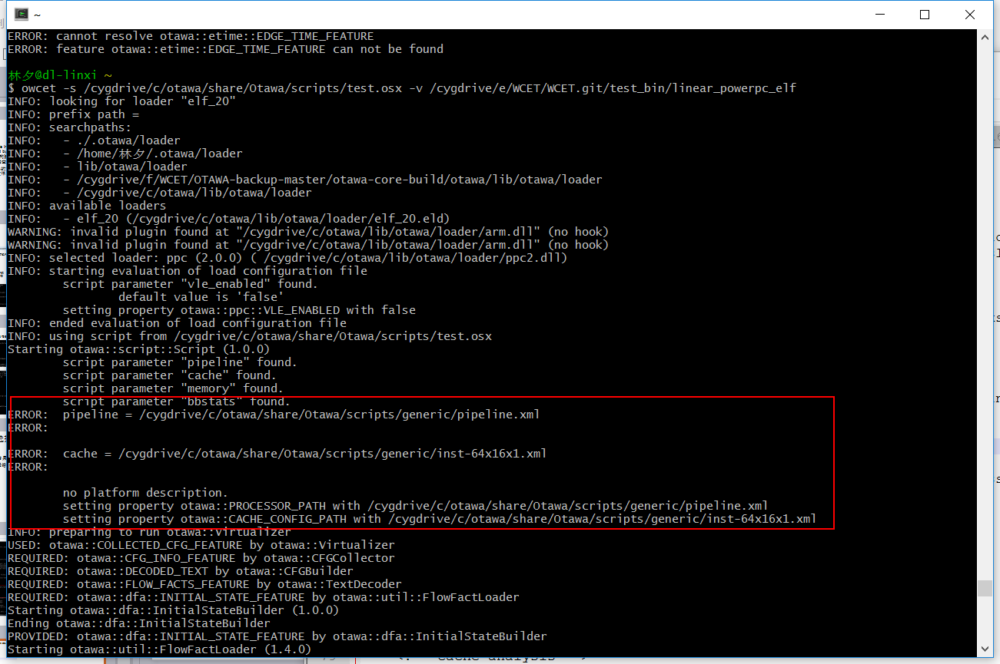 ~
ERROR: cannot resolve otawa::etime::EDGE_TIME_FEATURE
ERROR: feature otawa::etime::EDGE_TIME_FEATURE can not be found
林夕@dl-linxi ~
$ owcet -s /cygdrive/c/otawa/share/Otawa/scripts/test.osx -v /cygdrive/e/WCET/WCET.git/test_bin/linear_powerpc_elf
INFO: looking for loader "elf_20"
INFO: prefix path =
INFO: searchpaths:
INFO:   - ./.otawa/loader
INFO:   - /home/林夕/.otawa/loader
INFO:   - lib/otawa/loader
INFO:   - /cygdrive/f/WCET/OTAWA-backup-master/otawa-core-build/otawa/lib/otawa/loader
INFO:   - /cygdrive/c/otawa/lib/otawa/loader
INFO: available loaders
INFO:   - elf_20 (/cygdrive/c/otawa/lib/otawa/loader/elf_20.eld)
WARNING: invalid plugin found at "/cygdrive/c/otawa/lib/otawa/loader/arm.dll" (no hook)
WARNING: invalid plugin found at "/cygdrive/c/otawa/lib/otawa/loader/arm.dll" (no hook)
INFO: selected loader: ppc (2.0.0) ( /cygdrive/c/otawa/lib/otawa/loader/ppc2.dll)
INFO: starting evaluation of load configuration file
        script parameter "vle_enabled" found.
                default value is 'false'
        setting property otawa::ppc::VLE_ENABLED with false
INFO: ended evaluation of load configuration file
INFO: using script from /cygdrive/c/otawa/share/Otawa/scripts/test.osx
Starting otawa::script::Script (1.0.0)
        script parameter "pipeline" found.
        script parameter "cache" found.
        script parameter "memory" found.
        script parameter "bbstats" found.
ERROR:  pipeline = /cygdrive/c/otawa/share/Otawa/scripts/generic/pipeline.xml
ERROR:
ERROR:  cache = /cygdrive/c/otawa/share/Otawa/scripts/generic/inst-64x16x1.xml
ERROR:
        no platform description.
        setting property otawa::PROCESSOR_PATH with /cygdrive/c/otawa/share/Otawa/scripts/generic/pipeline.xml
        setting property otawa::CACHE_CONFIG_PATH with /cygdrive/c/otawa/share/Otawa/scripts/generic/inst-64x16x1.xml
INFO: preparing to run otawa::Virtualizer
USED: otawa::COLLECTED_CFG_FEATURE by otawa::Virtualizer
REQUIRED: otawa::CFG_INFO_FEATURE by otawa::CFGCollector
REQUIRED: otawa::DECODED_TEXT by otawa::CFGBuilder
REQUIRED: otawa::FLOW_FACTS_FEATURE by otawa::TextDecoder
REQUIRED: otawa::dfa::INITIAL_STATE_FEATURE by otawa::util::FlowFactLoader
Starting otawa::dfa::InitialStateBuilder (1.0.0)
Ending otawa::dfa::InitialStateBuilder
PROVIDED: otawa::dfa::INITIAL_STATE_FEATURE by otawa::dfa::InitialStateBuilder
Starting otawa::util::FlowFactLoader (1.4.0)